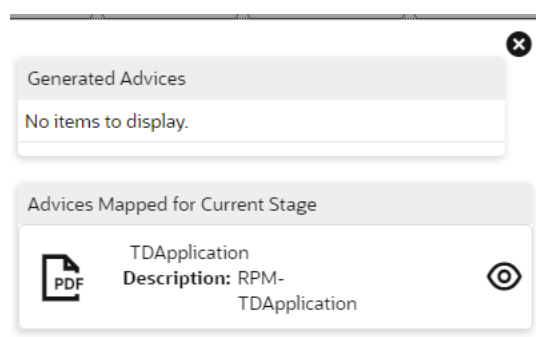 Generated Advices
No items to display.
Advices Mapped for Current Stage
TDApplication
PDF
Description: RPM-
TDApplication